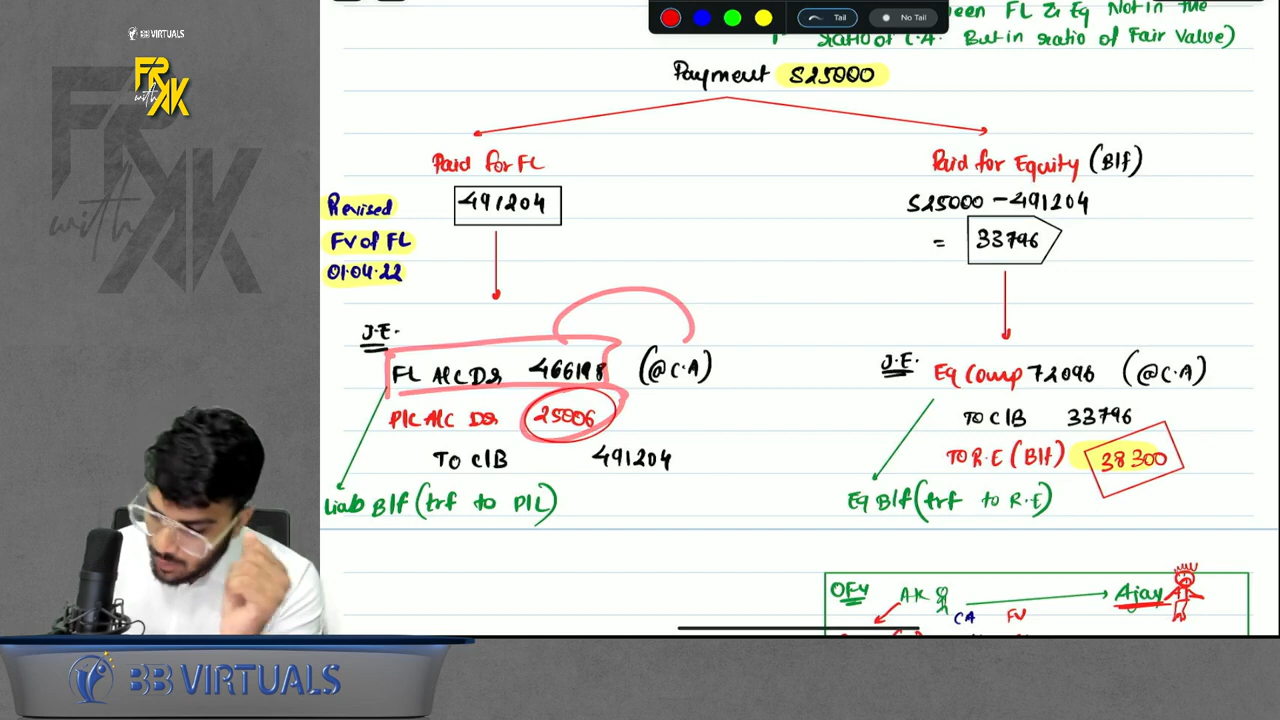 BB VIRTUALS
FR with AK
FR with AK
Tail
No Tail
een FL & Eq Not in the
ratio of C.A. But in ratio of Fair Value)
Payment 525000
Paid for FL
491204
Revised
FV of FL
01.04.22
Paid for Equity (B/f)
525000 - 491204
= 33796
J.E.
FL A/c Dr 466198 (@C.A)
P/L A/c Dr 25006
To C/B 491204
Liab B/f (trf to P/L)
J.E.
Eq Comp 72096 (@C.A)
To C/B 33796
To R.E (B/f) 38300
Eq B/f (trf to R.E)
AK
Ajay
CA FV
BB VIRTUALS